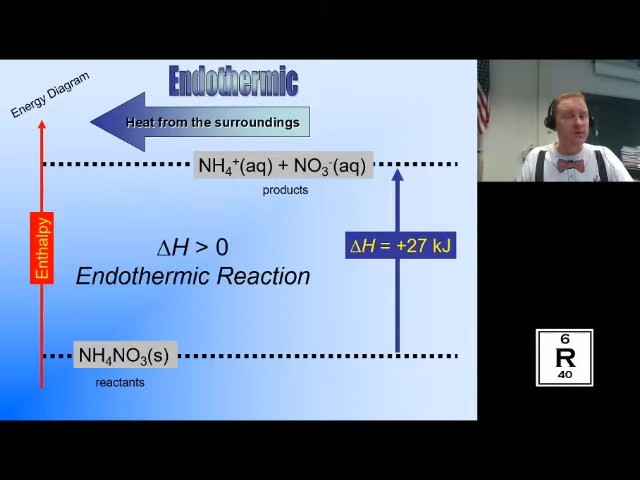 Endothermic
Energy Diagram
Heat from the surroundings
NH₄⁺(aq) + NO₃⁻(aq)
products
Enthalpy
ΔH > 0
ΔH = +27 kJ
Endothermic Reaction
NH₄NO₃(s)
reactants
6
R
40